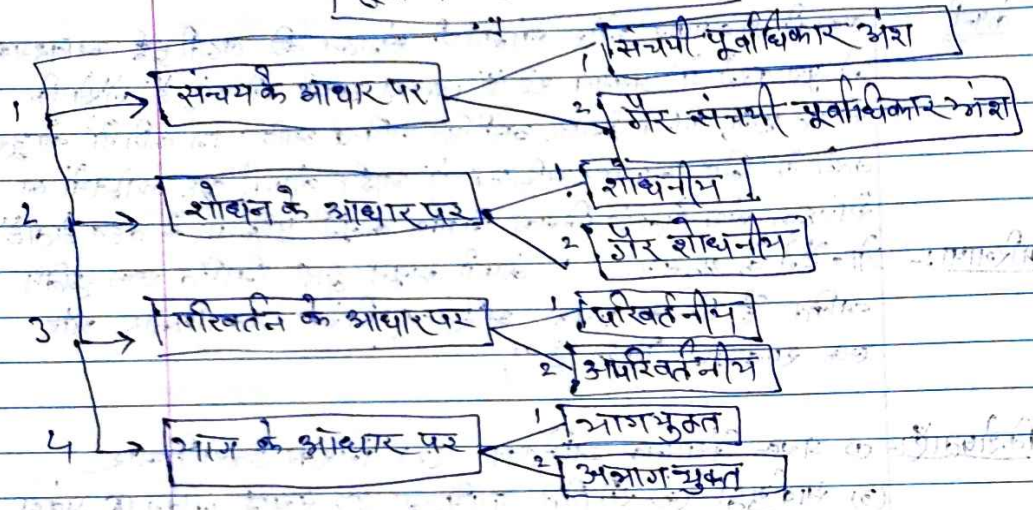 1 संचय के आधार पर
1 संचयी पूर्वाधिकार अंश
2 गैर संचयी पूर्वाधिकार अंश
2 शोधन के आधार पर
1 शोधनीय
2 गैर शोधनीय
3 परिवर्तन के आधार पर
1 परिवर्तनीय
2 अपरिवर्तनीय
4 भाग के आधार पर
1 भागयुक्त
2 अभागयुक्त